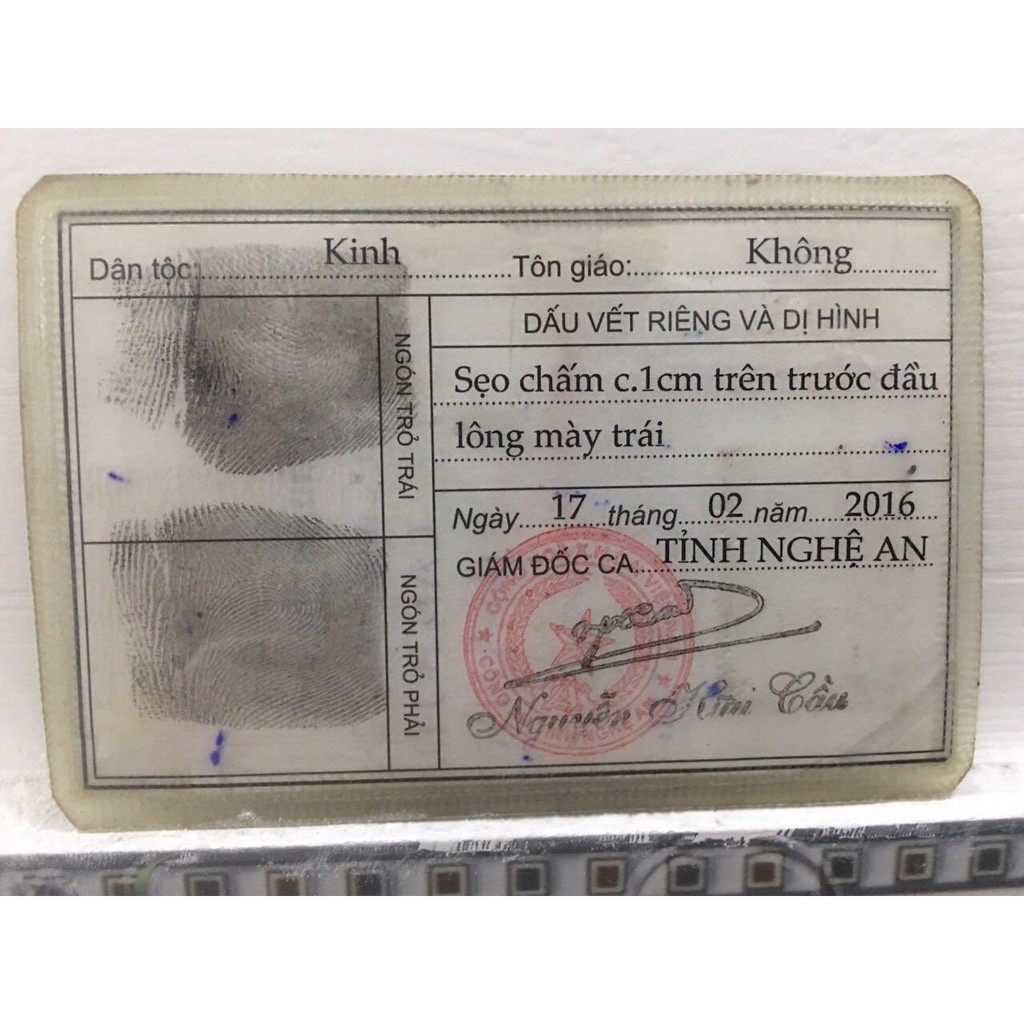 Dân tộc: Kinh Tôn giáo: Không
NGÓN TRỎ TRÁI
NGÓN TRỎ PHẢI
DẤU VẾT RIÊNG VÀ DỊ HÌNH
Sẹo chấm c.1cm trên trước đầu
lông mày trái
Ngày 17 tháng 02 năm 2016
GIÁM ĐỐC CA TỈNH NGHỆ AN
Nguyễn Hữu Cầu